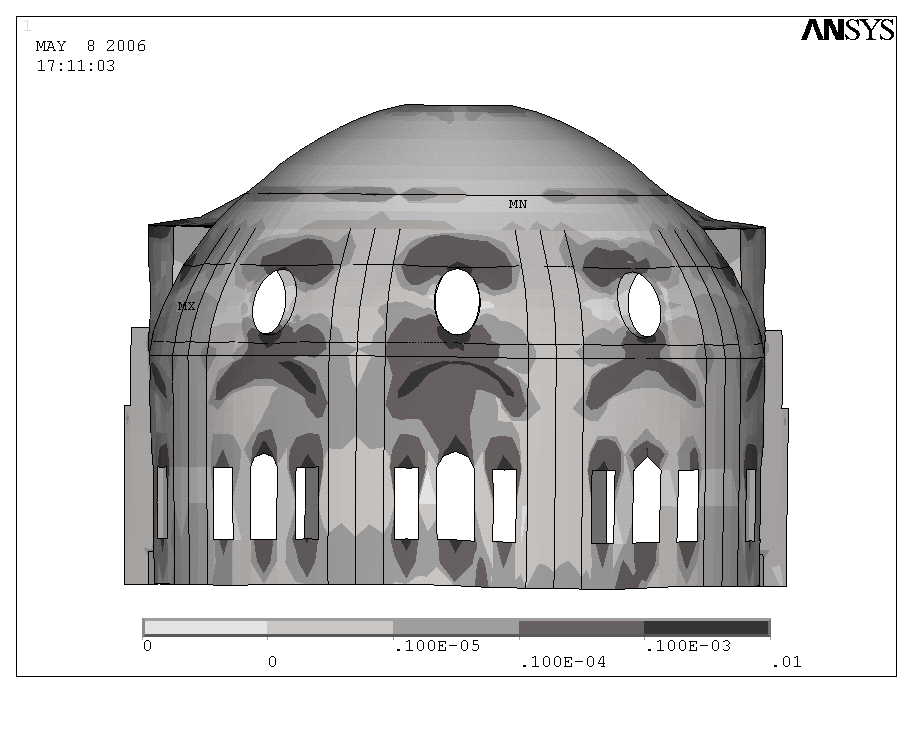 1
ANSYS
MAY 8 2006
17:11:03
MN
MX
0 .100E-05 .100E-03
0 .100E-04 .01